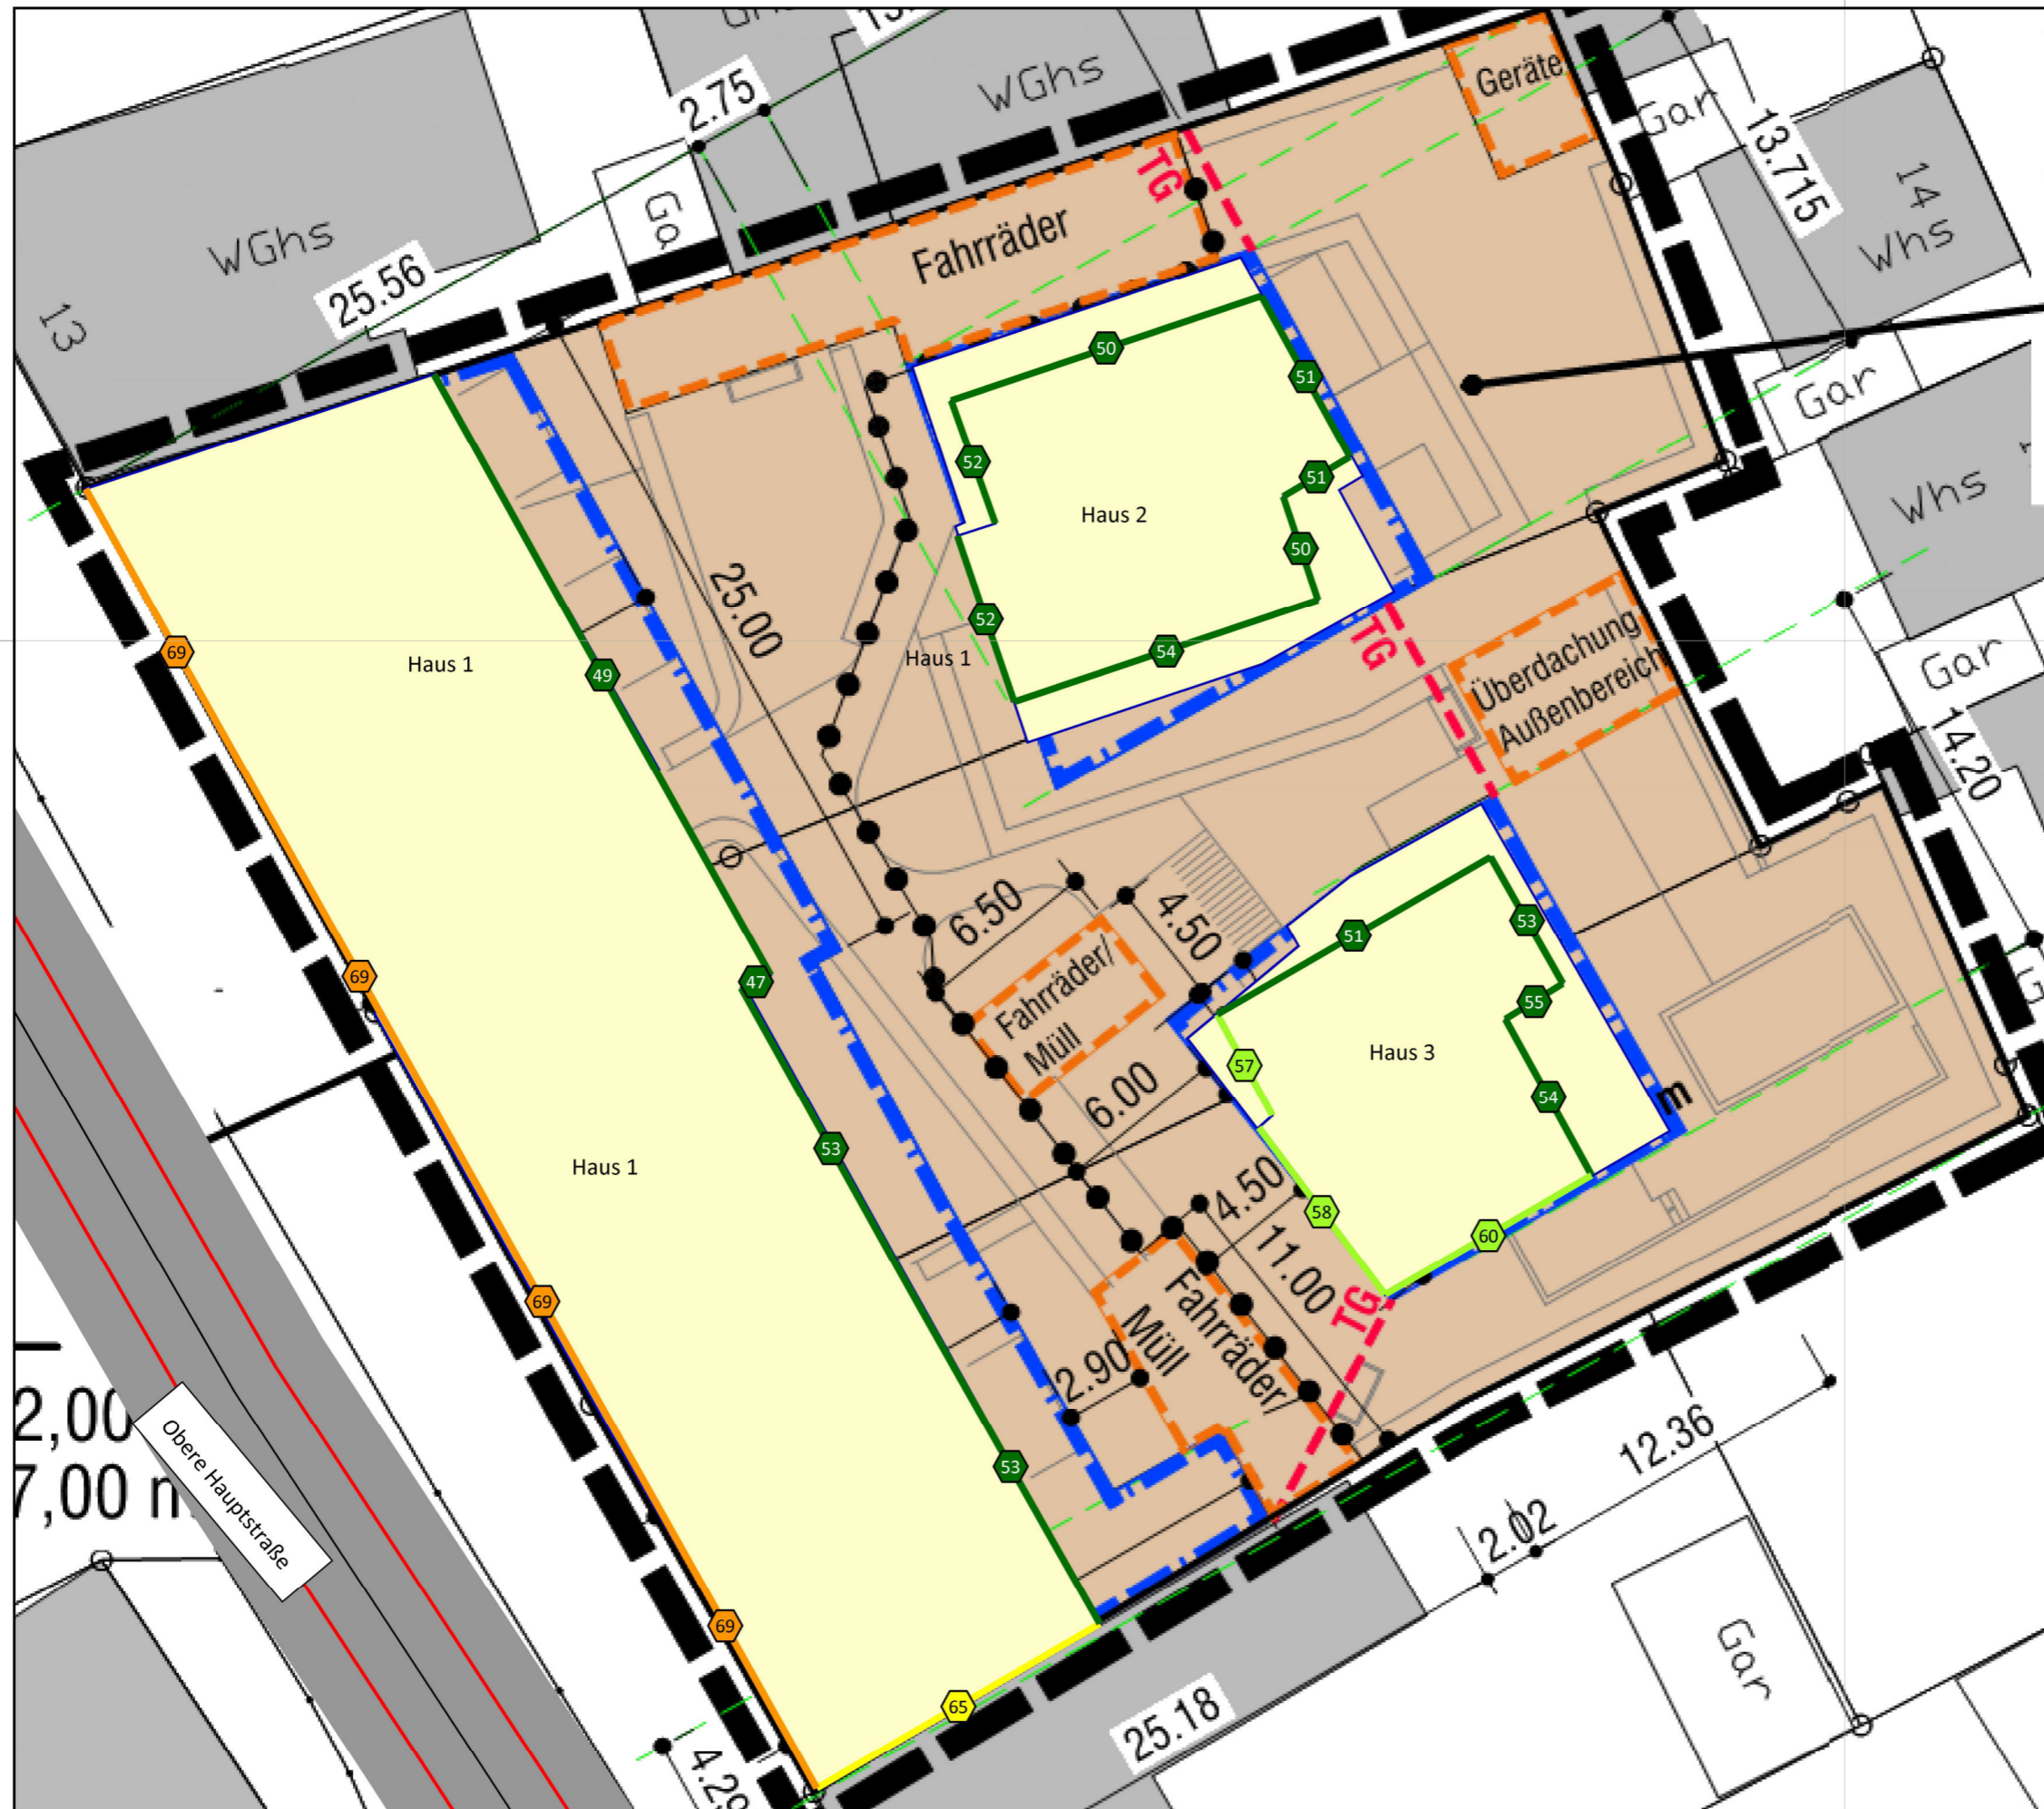 Gh
13.
WGhs
Geräte
2.75
Gar
13.715
14
Whs
Ga
TG
WGhs
Fahrräder
25.56
13
50
51
Gar
52
51
Haus 2
Whs
50
25.00
52
69
Haus 1
49
Haus 1
54
TG
Überdachung
Außenbereich
Gar
14.20
6.50
4.50
51
53
69
47
Fahrräder/
Müll
55
G
Haus 3
57
6.00
54
m
53
Haus 1
4.50
58
60
11.00
69
TG
Müll
Fahrräder/
2,00
2.90
12.36
7,00 m
Obere Hauptstraße
53
2.02
69
65
Gar
25.18
4.29